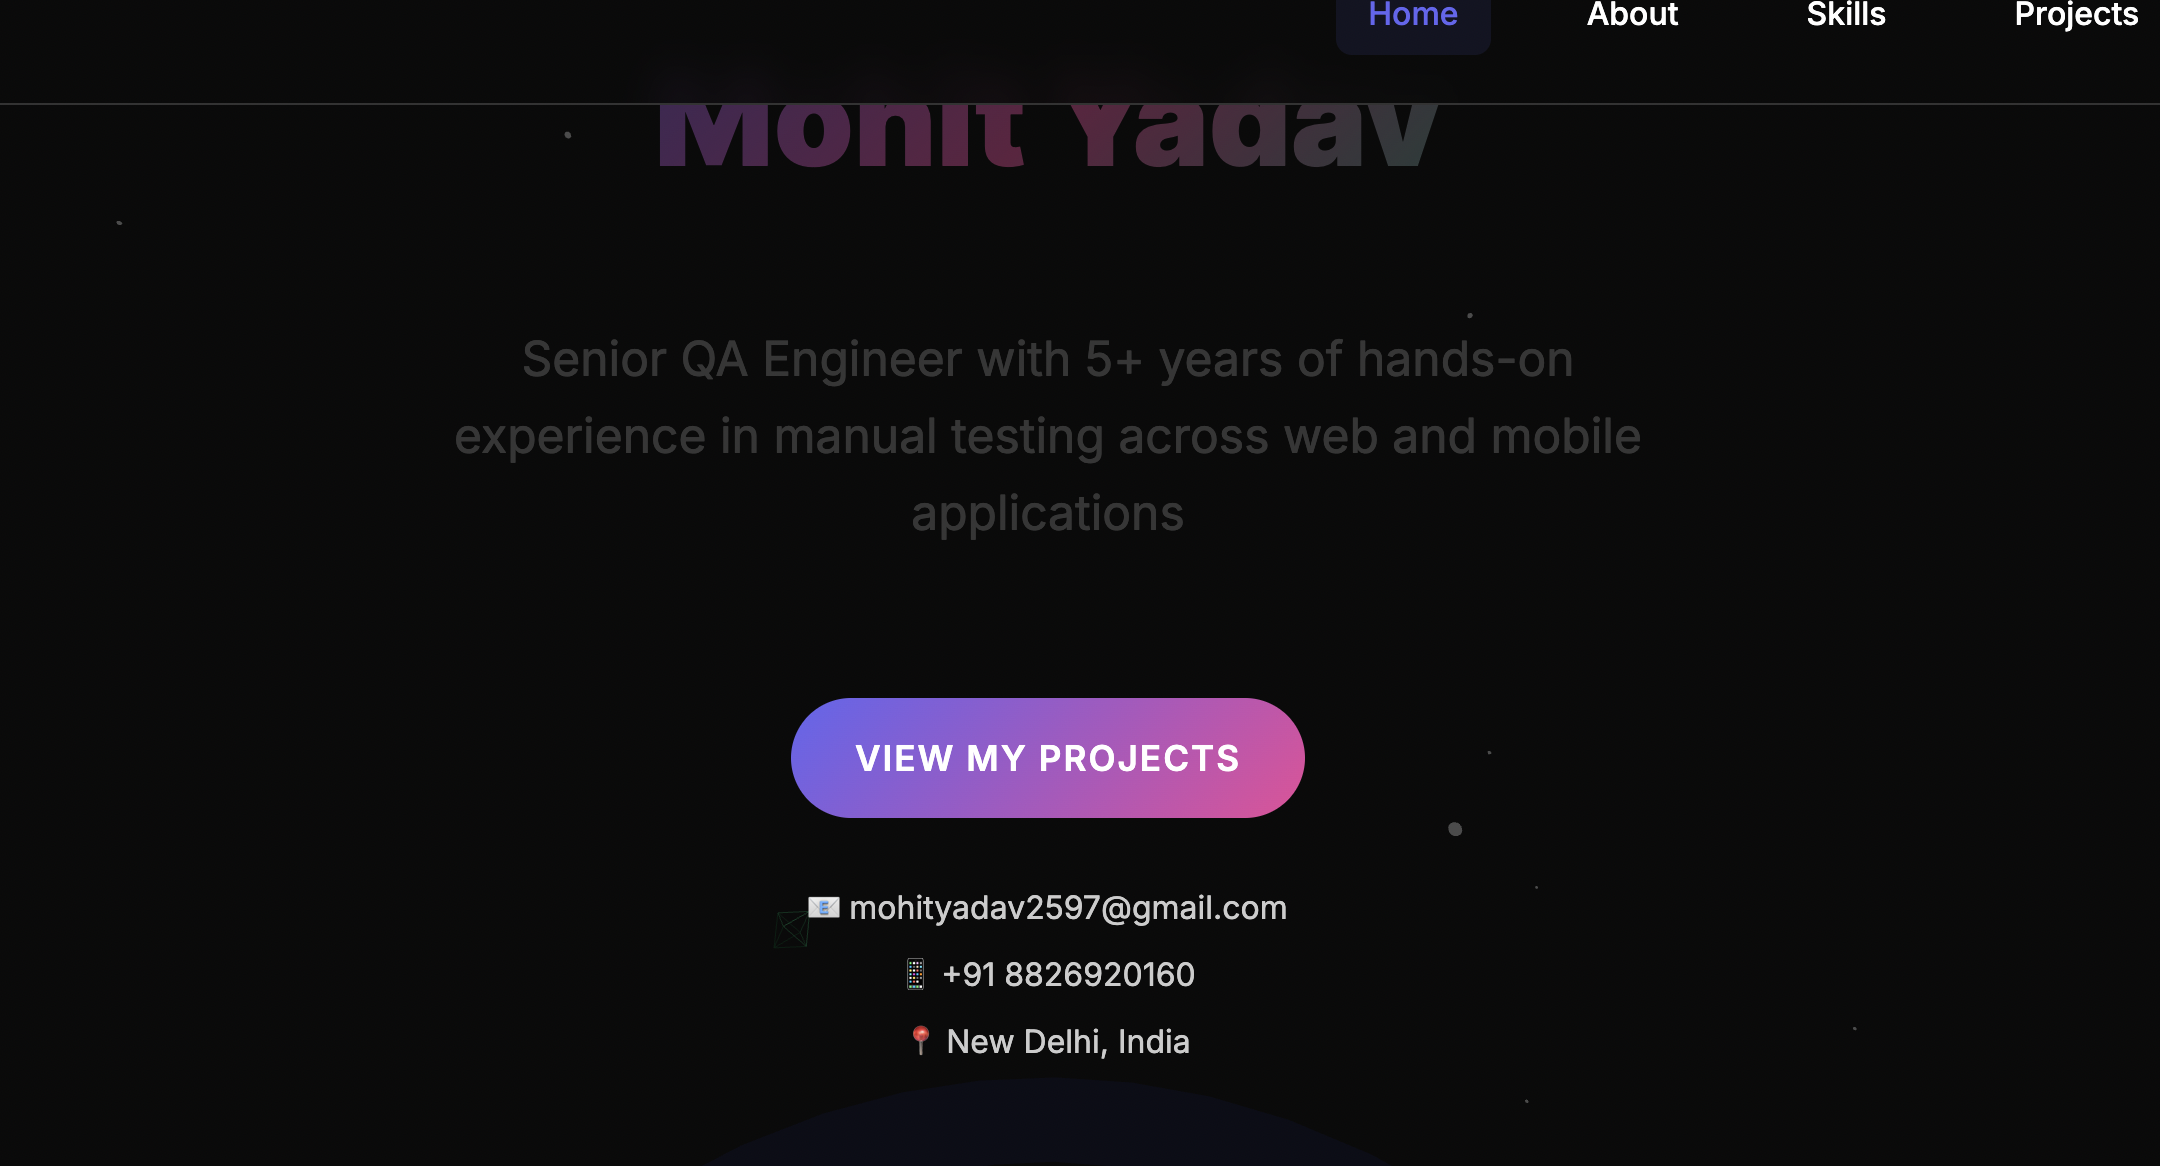 Home About Skills Projects
Mohit Yadav
Senior QA Engineer with 5+ years of hands-on
experience in manual testing across web and mobile
applications
VIEW MY PROJECTS
mohityadav2597@gmail.com
+91 8826920160
New Delhi, India